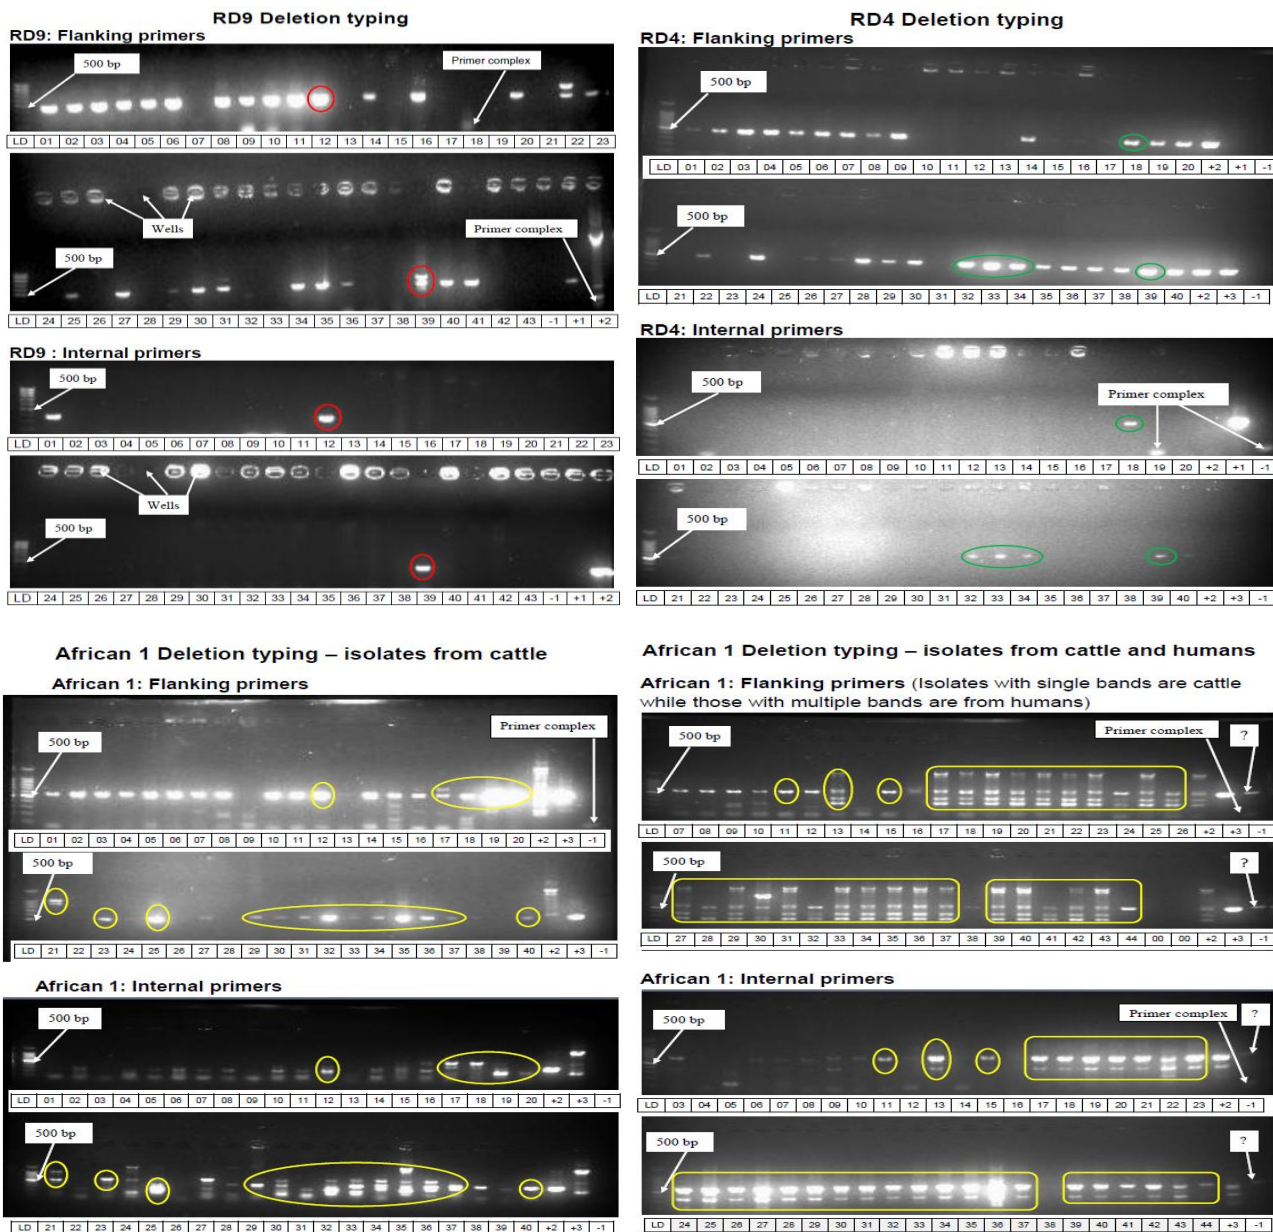 RD9 Deletion typing
RD9: Flanking primers
500 bp
Primer complex
LD 01 02 03 04 05 06 07 08 09 10 11 12 13 14 15 16 17 18 19 20 21 22 23
Wells
Primer complex
500 bp
LD 24 25 26 27 28 29 30 31 32 33 34 35 36 37 38 39 40 41 42 43 -1 +1 +2
RD9 : Internal primers
500 bp
LD 01 02 03 04 05 06 07 08 09 10 11 12 13 14 15 16 17 18 19 20 21 22 23
Wells
500 bp
LD 24 25 26 27 28 29 30 31 32 33 34 35 36 37 38 39 40 41 42 43 -1 +1 +2
RD4 Deletion typing
RD4: Flanking primers
500 bp
LD 01 02 03 04 05 06 07 08 09 10 11 12 13 14 15 16 17 18 19 20 +2 +1 -1
500 bp
LD 21 22 23 24 25 26 27 28 29 30 31 32 33 34 35 36 37 38 39 40 +2 +3 -1
RD4: Internal primers
500 bp
Primer complex
LD 01 02 03 04 05 06 07 08 09 10 11 12 13 14 15 16 17 18 19 20 +2 +1 -1
500 bp
LD 21 22 23 24 25 26 27 28 29 30 31 32 33 34 35 36 37 38 39 40 +2 +3 -1
African 1 Deletion typing – isolates from cattle
African 1: Flanking primers
Primer complex
500 bp
LD 01 02 03 04 05 06 07 08 09 10 11 12 13 14 15 16 17 18 19 20 +2 +3 -1
500 bp
LD 21 22 23 24 25 26 27 28 29 30 31 32 33 34 35 36 37 38 39 40 +2 +3 -1
African 1: Internal primers
500 bp
LD 01 02 03 04 05 06 07 08 09 10 11 12 13 14 15 16 17 18 19 20 +2 +3 -1
500 bp
LD 21 22 23 24 25 26 27 28 29 30 31 32 33 34 35 36 37 38 39 40 +2 +3 -1
African 1 Deletion typing – isolates from cattle and humans
African 1: Flanking primers (Isolates with single bands are cattle
while those with multiple bands are from humans)
500 bp
Primer complex
?
LD 07 08 09 10 11 12 13 14 15 16 17 18 19 20 21 22 23 24 25 26 +2 +3 -1
500 bp
?
LD 27 28 29 30 31 32 33 34 35 36 37 38 39 40 41 42 43 44 00 00 +2 +3 -1
African 1: Internal primers
500 bp
Primer complex
?
LD 03 04 05 06 07 08 09 10 11 12 13 14 15 16 17 18 19 20 21 22 23 +2 -1
500 bp
?
LD 24 25 26 27 28 29 30 31 32 33 34 35 36 37 38 39 40 41 42 43 44 +3 -1